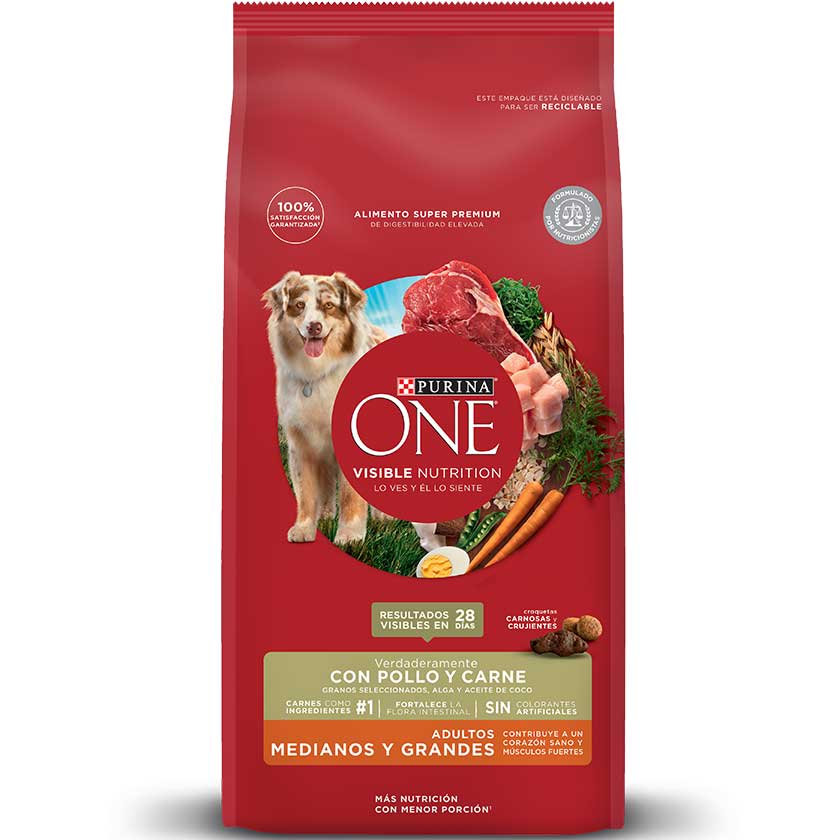 ESTE EMPAQUE ESTÁ DISEÑADO
PARA SER RECICLABLE
100%
SATISFACCIÓN
GARANTIZADA¹
ALIMENTO SUPER PREMIUM
DE DIGESTIBILIDAD ELEVADA
FORMULADO
POR NUTRICIONISTAS
PURINA
ONE®
VISIBLE NUTRITION
LO VES Y ÉL LO SIENTE
RESULTADOS
VISIBLES EN
28
DÍAS
croquetas
CARNOSAS y
CRUJIENTES
Verdaderamente
CON POLLO Y CARNE
GRANOS SELECCIONADOS, ALGA Y ACEITE DE COCO
CARNES COMO
INGREDIENTES
#1
FORTALECE LA
FLORA INTESTINAL
SIN
COLORANTES
ARTIFICIALES
ADULTOS
MEDIANOS Y GRANDES
CONTRIBUYE A UN
CORAZÓN SANO Y
MÚSCULOS FUERTES
MÁS NUTRICIÓN
CON MENOR PORCIÓN¹